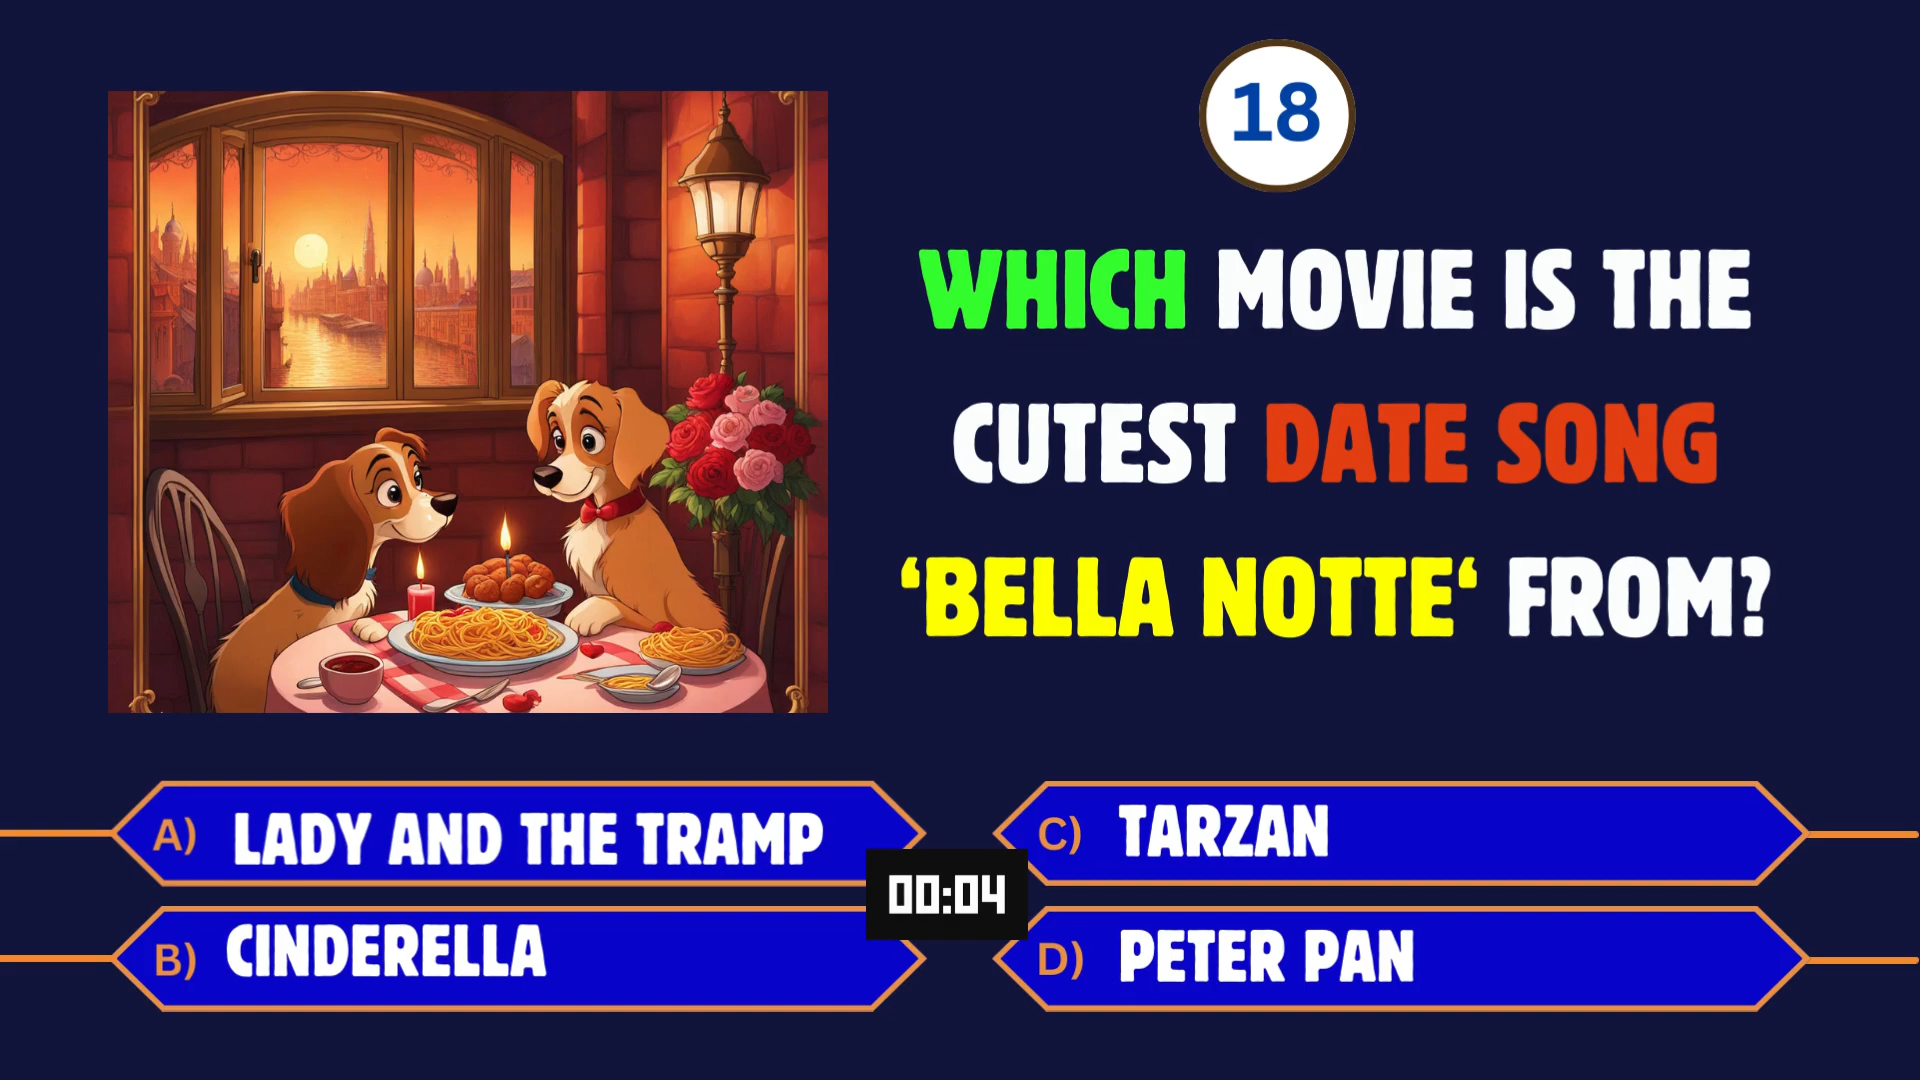 18
WHICH MOVIE IS THE
CUTEST DATE SONG
‘BELLA NOTTE‘ FROM?
A) LADY AND THE TRAMP
C) TARZAN
00:04
B) CINDERELLA
D) PETER PAN